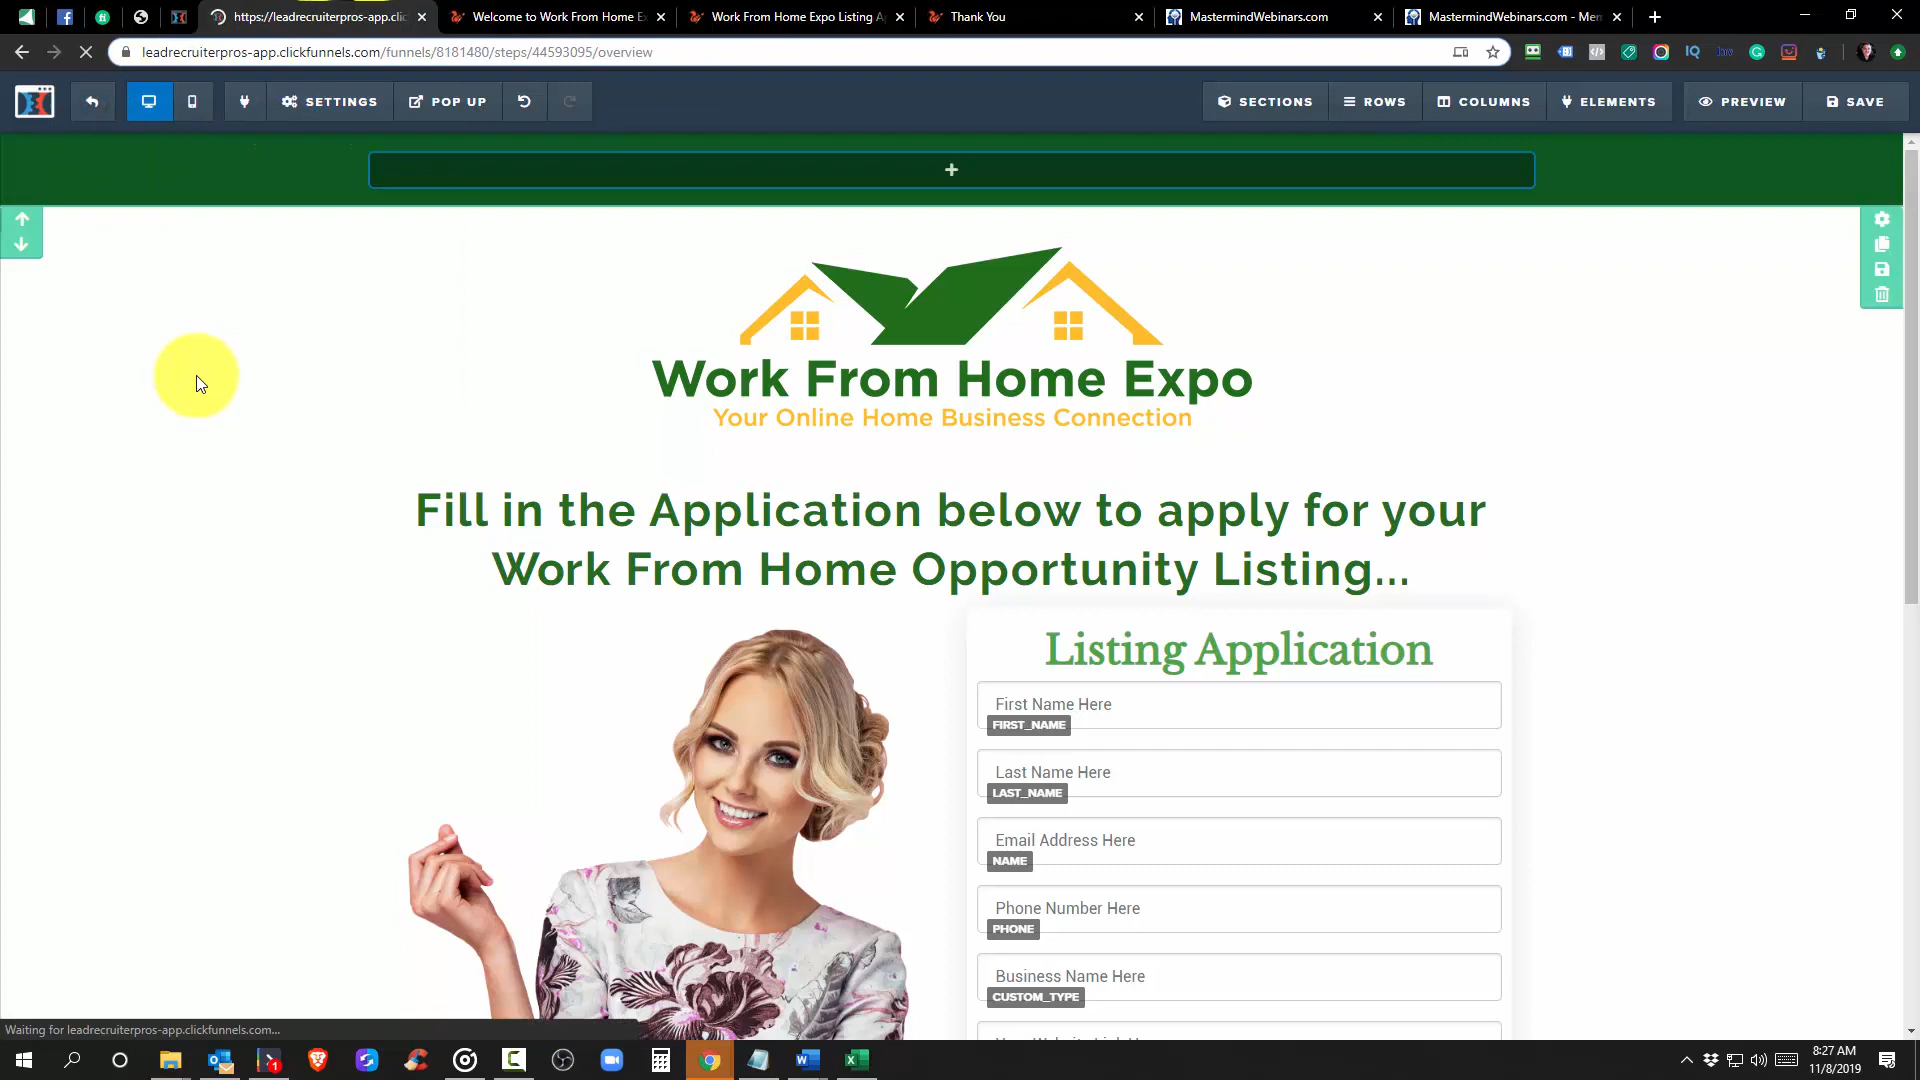 https://leadrecruiterpros-app.clic
Welcome to Work From Home E
Work From Home Expo Listing A
Thank You
MastermindWebinars.com
MastermindWebinars.com - Mem
leadrecruiterpros-app.clickfunnels.com/funnels/8181480/steps/44593095/overview
SETTINGS
POP UP
SECTIONS
ROWS
COLUMNS
ELEMENTS
PREVIEW
SAVE
Work From Home Expo
Your Online Home Business Connection
Fill in the Application below to apply for your
Work From Home Opportunity Listing...
Listing Application
First Name Here
FIRST_NAME
Last Name Here
LAST_NAME
Email Address Here
NAME
Phone Number Here
PHONE
Business Name Here
CUSTOM_TYPE
Waiting for leadrecruiterpros-app.clickfunnels.com...
8:27 AM
11/8/2019